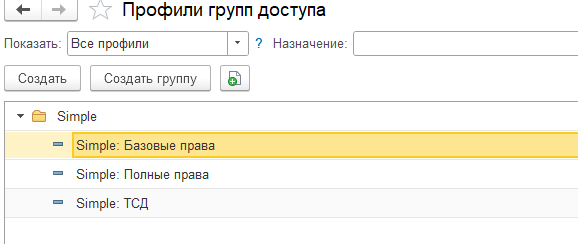 Профили групп доступа
Показать: Все профили ? Назначение:
Создать Создать группу
Simple
Simple: Базовые права
Simple: Полные права
Simple: ТСД